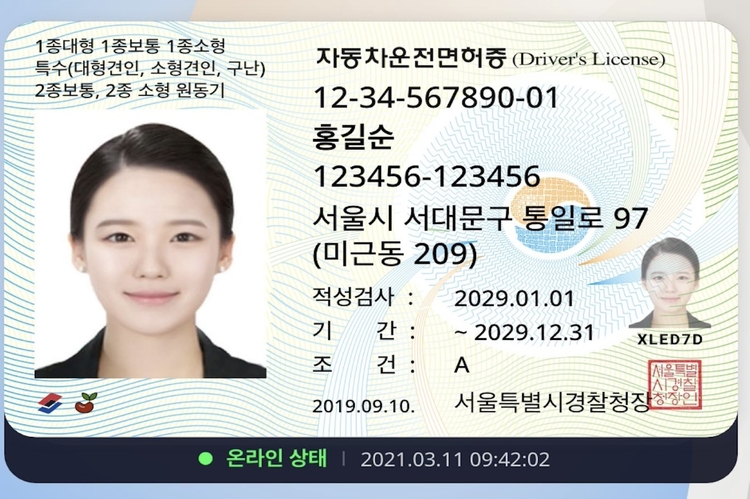 1종대형 1종보통 1종소형
특수(대형견인, 소형견인, 구난)
2종보통, 2종 소형 원동기
자동차운전면허증 (Driver's License)
12-34-567890-01
홍길순
123456-123456
서울시 서대문구 통일로 97
(미근동 209)
적성검사 : 2029.01.01
기 간 : ~ 2029.12.31
조 건 : A
XLED7D
2019.09.10. 서울특별시경찰청장
서울특별
시경찰
청장인
온라인 상태 | 2021.03.11 09:42:02